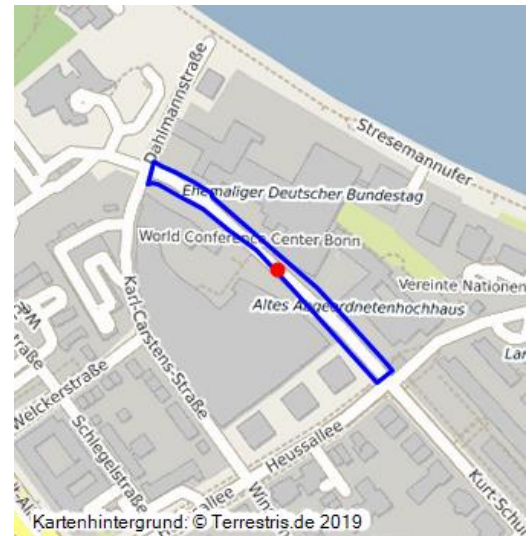 Dahlmannstraße
Stresemannufer
Ehemaliger Deutscher Bundestag
World Conference Center Bonn
Vereinte Nationen
Altes Abgeordnetenhochhaus
Karl-Carstens-Straße
Welckerstraße
Schlegelstraße
Heussallee
Kartenhintergrund: © Terrestris.de 2019